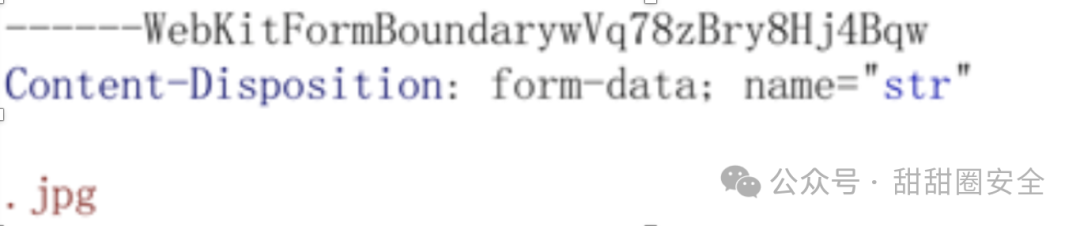 ------WebKitFormBoundarywVq78zBry8Hj4Bqw
Content-Disposition: form-data; name="str"
.jpg
公众号 · 甜甜圈安全